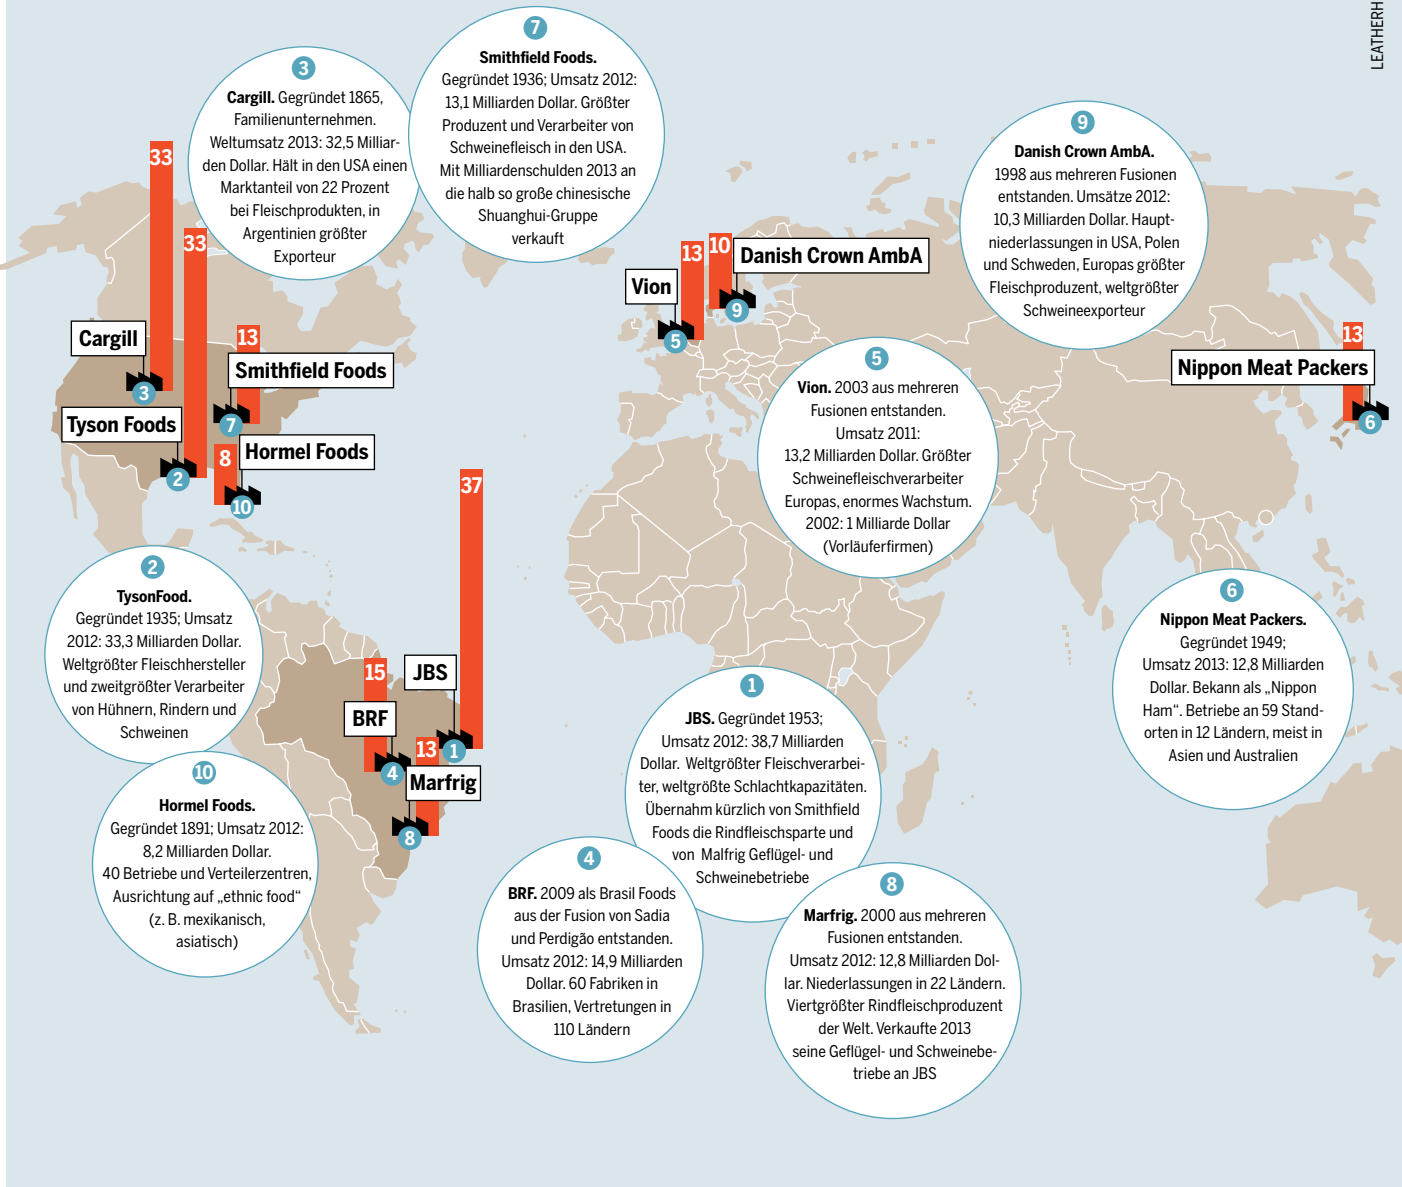 LEATHERH
7
Smithfield Foods.
Gegründet 1936; Umsatz 2012:
13,1 Milliarden Dollar. Größter
Produzent und Verarbeiter von
Schweinefleisch in den USA.
Mit Milliardenschulden 2013 an
die halb so große chinesische
Shuanghui-Gruppe
verkauft
3
Cargill. Gegründet 1865,
Familienunternehmen.
Weltumsatz 2013: 32,5 Milliar-
den Dollar. Hält in den USA einen
Marktanteil von 22 Prozent
bei Fleischprodukten, in
Argentinien größter
Exporteur
9
Danish Crown AmbA.
1998 aus mehreren Fusionen
entstanden. Umsätze 2012:
10,3 Milliarden Dollar. Haupt-
niederlassungen in USA, Polen
und Schweden, Europas größter
Fleischproduzent, weltgrößter
Schweineexporteur
33
33
13
Cargill
3
Smithfield Foods
7
Tyson Foods
2
8
Hormel Foods
10
13
10
Danish Crown AmbA
Vion
9
5
13
Nippon Meat Packers
6
5
Vion. 2003 aus mehreren
Fusionen entstanden.
Umsatz 2011:
13,2 Milliarden Dollar. Größter
Schweinefleischverarbeiter
Europas, enormes Wachstum.
2002: 1 Milliarde Dollar
(Vorläuferfirmen)
37
2
TysonFood.
Gegründet 1935; Umsatz
2012: 33,3 Milliarden Dollar.
Weltgrößter Fleischhersteller
und zweitgrößter Verarbeiter
von Hühnern, Rindern und
Schweinen
6
Nippon Meat Packers.
Gegründet 1949;
Umsatz 2013: 12,8 Milliarden
Dollar. Bekann als „Nippon
Ham“. Betriebe an 59 Stand-
orten in 12 Ländern, meist in
Asien und Australien
15
JBS
BRF
13
1
4
Marfrig
8
1
JBS. Gegründet 1953;
Umsatz 2012: 38,7 Milliarden
Dollar. Weltgrößter Fleischverarbei-
ter, weltgrößte Schlachtkapazitäten.
Übernahm kürzlich von Smithfield
Foods die Rindfleischsparte und
von Malfrig Geflügel- und
Schweinebetriebe
10
Hormel Foods.
Gegründet 1891; Umsatz 2012:
8,2 Milliarden Dollar.
40 Betriebe und Verteilerzentren,
Ausrichtung auf „ethnic food“
(z. B. mexikanisch,
asiatisch)
4
BRF. 2009 als Brasil Foods
aus der Fusion von Sadia
und Perdigão entstanden.
Umsatz 2012: 14,9 Milliarden
Dollar. 60 Fabriken in
Brasilien, Vertretungen in
110 Ländern
8
Marfrig. 2000 aus mehreren
Fusionen entstanden.
Umsatz 2012: 12,8 Milliarden Dol-
lar. Niederlassungen in 22 Ländern.
Viertgrößter Rindfleischproduzent
der Welt. Verkaufte 2013
seine Geflügel- und Schweinebe-
triebe an JBS